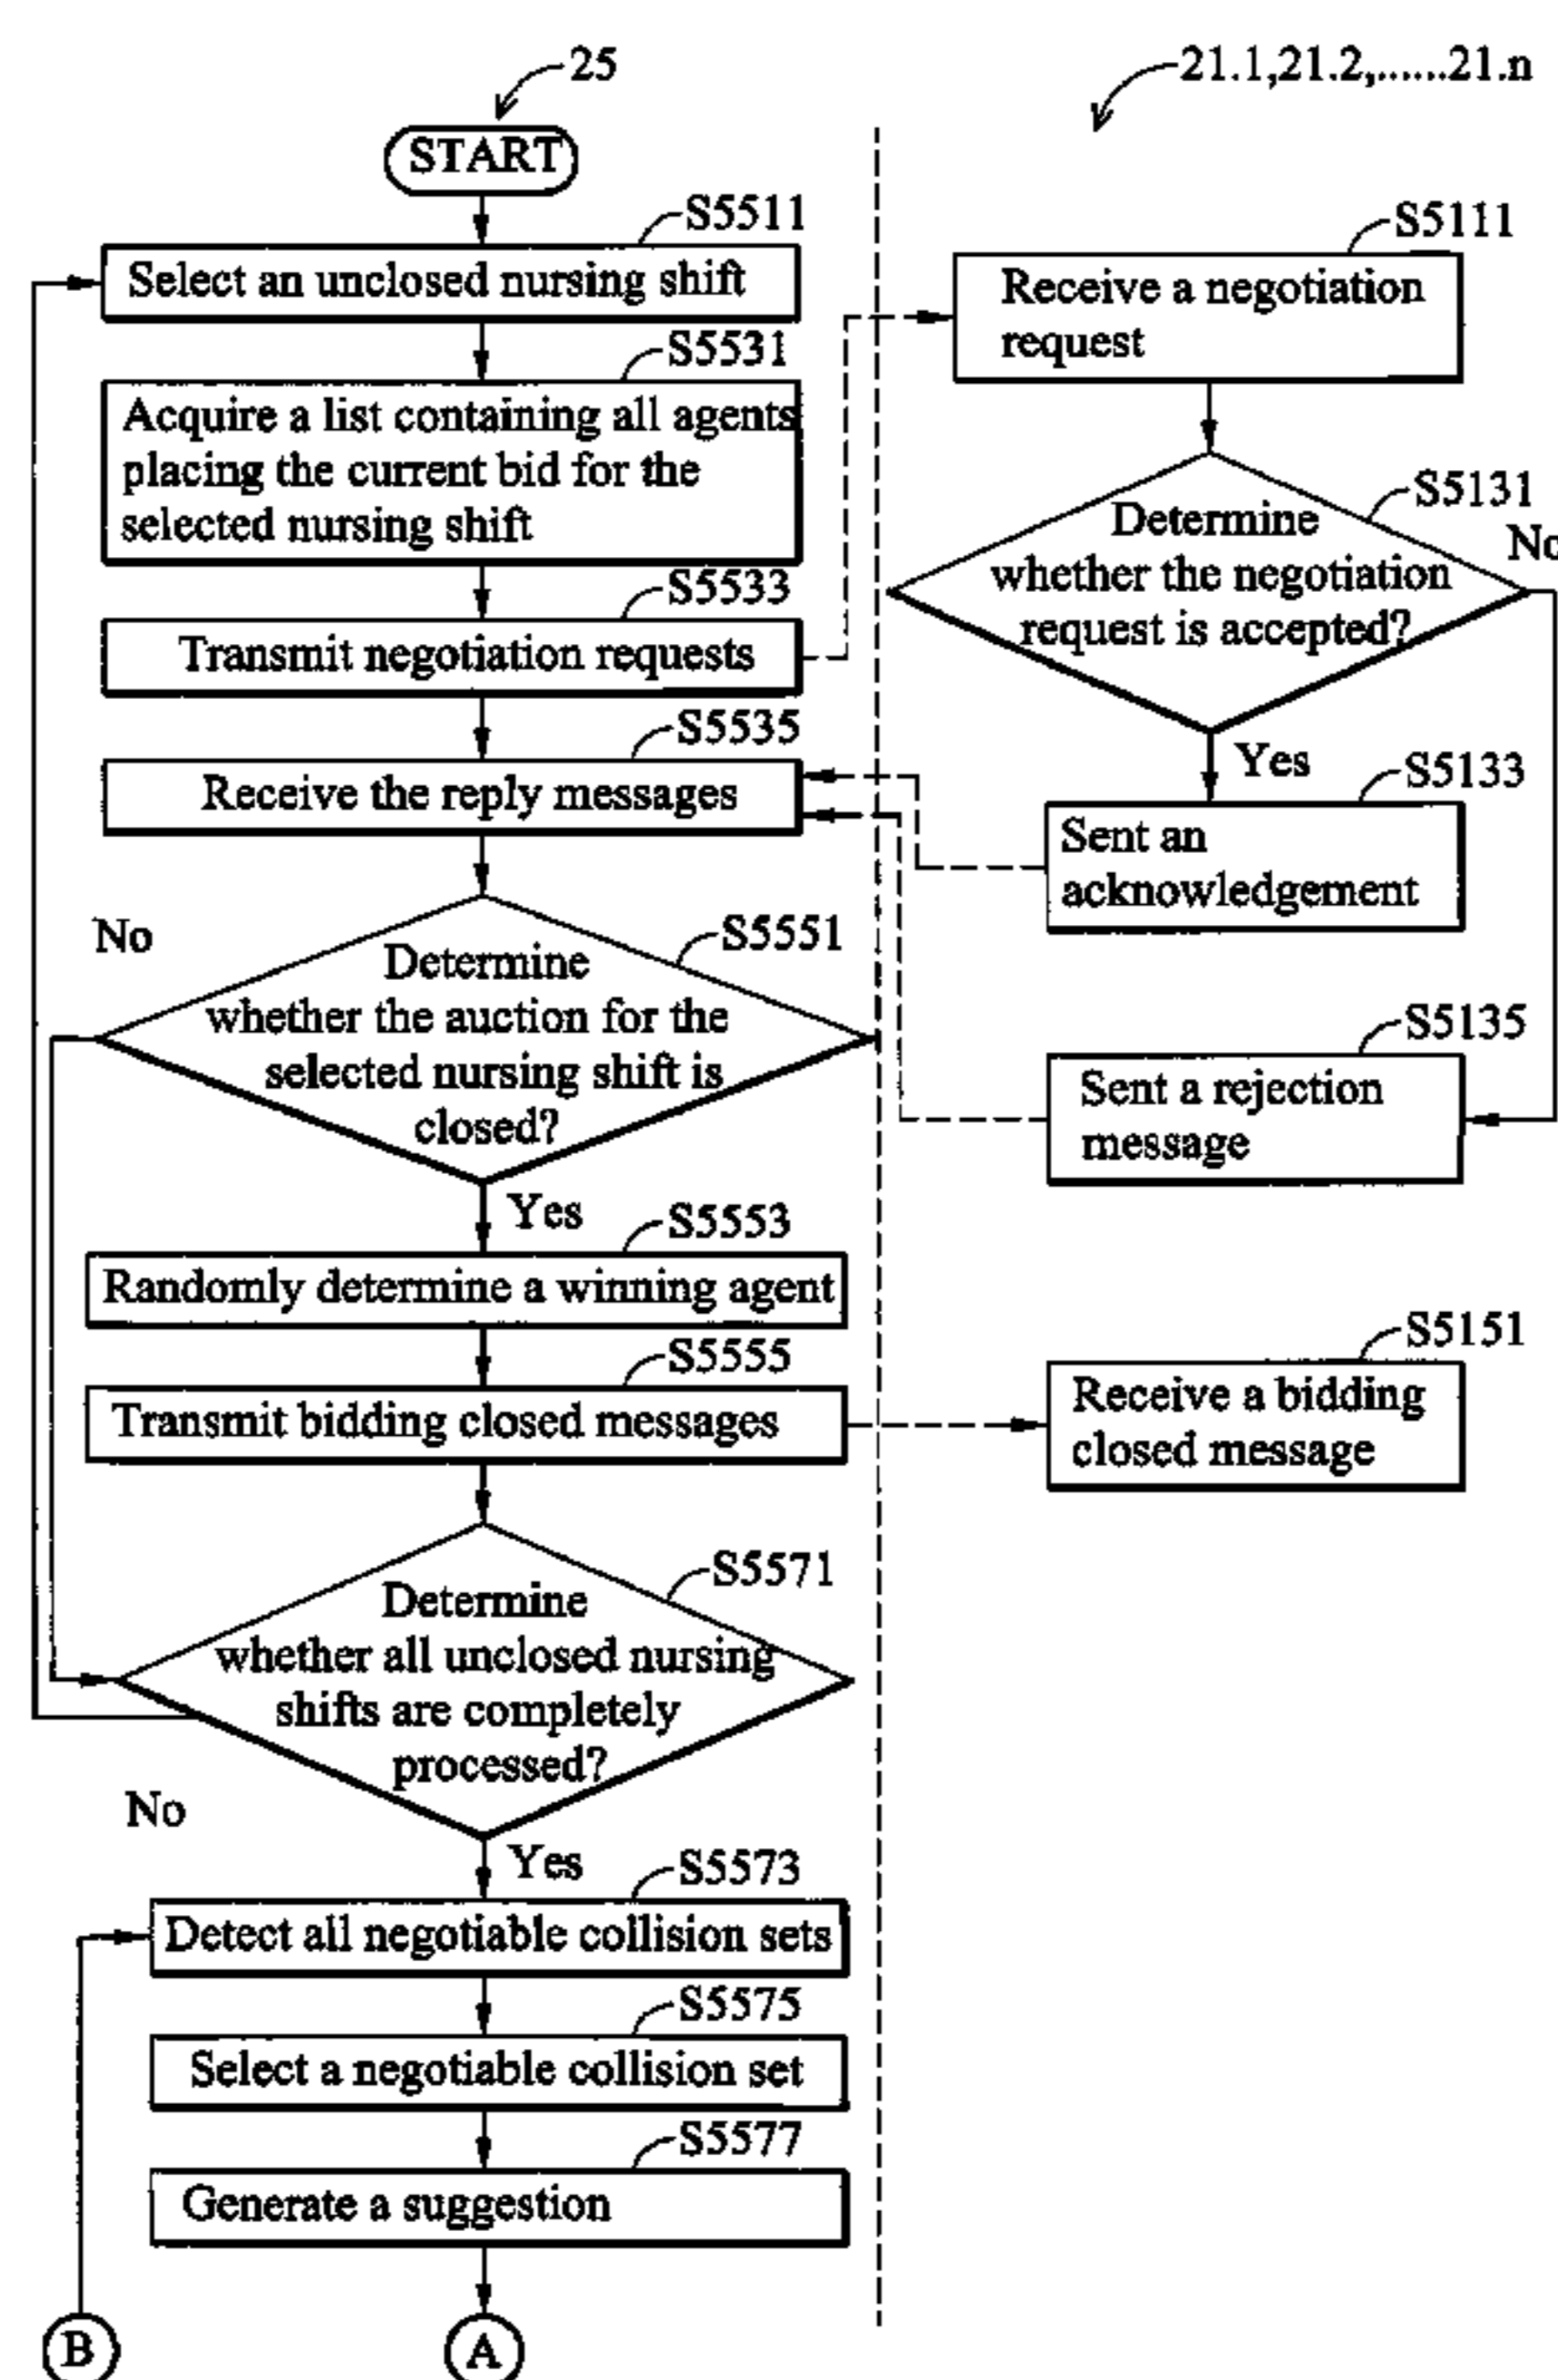 25
START
S5511
Select an unclosed nursing shift
S5531
Acquire a list containing all agents
placing the current bid for the
selected nursing shift
S5533
Transmit negotiation requests
S5535
Receive the reply messages
S5551
No
Determine
whether the auction for the
selected nursing shift is
closed?
Yes
S5553
Randomly determine a winning agent
S5555
Transmit bidding closed messages
S5571
Determine
whether all unclosed nursing
shifts are completely
processed?
No
Yes
S5573
Detect all negotiable collision sets
S5575
Select a negotiable collision set
S5577
Generate a suggestion
B
A
21.1,21.2,......21.n
S5111
Receive a negotiation
request
S5131
Determine
whether the negotiation
request is accepted?
No
Yes
S5133
Sent an
acknowledgement
S5135
Sent a rejection
message
S5151
Receive a bidding
closed message